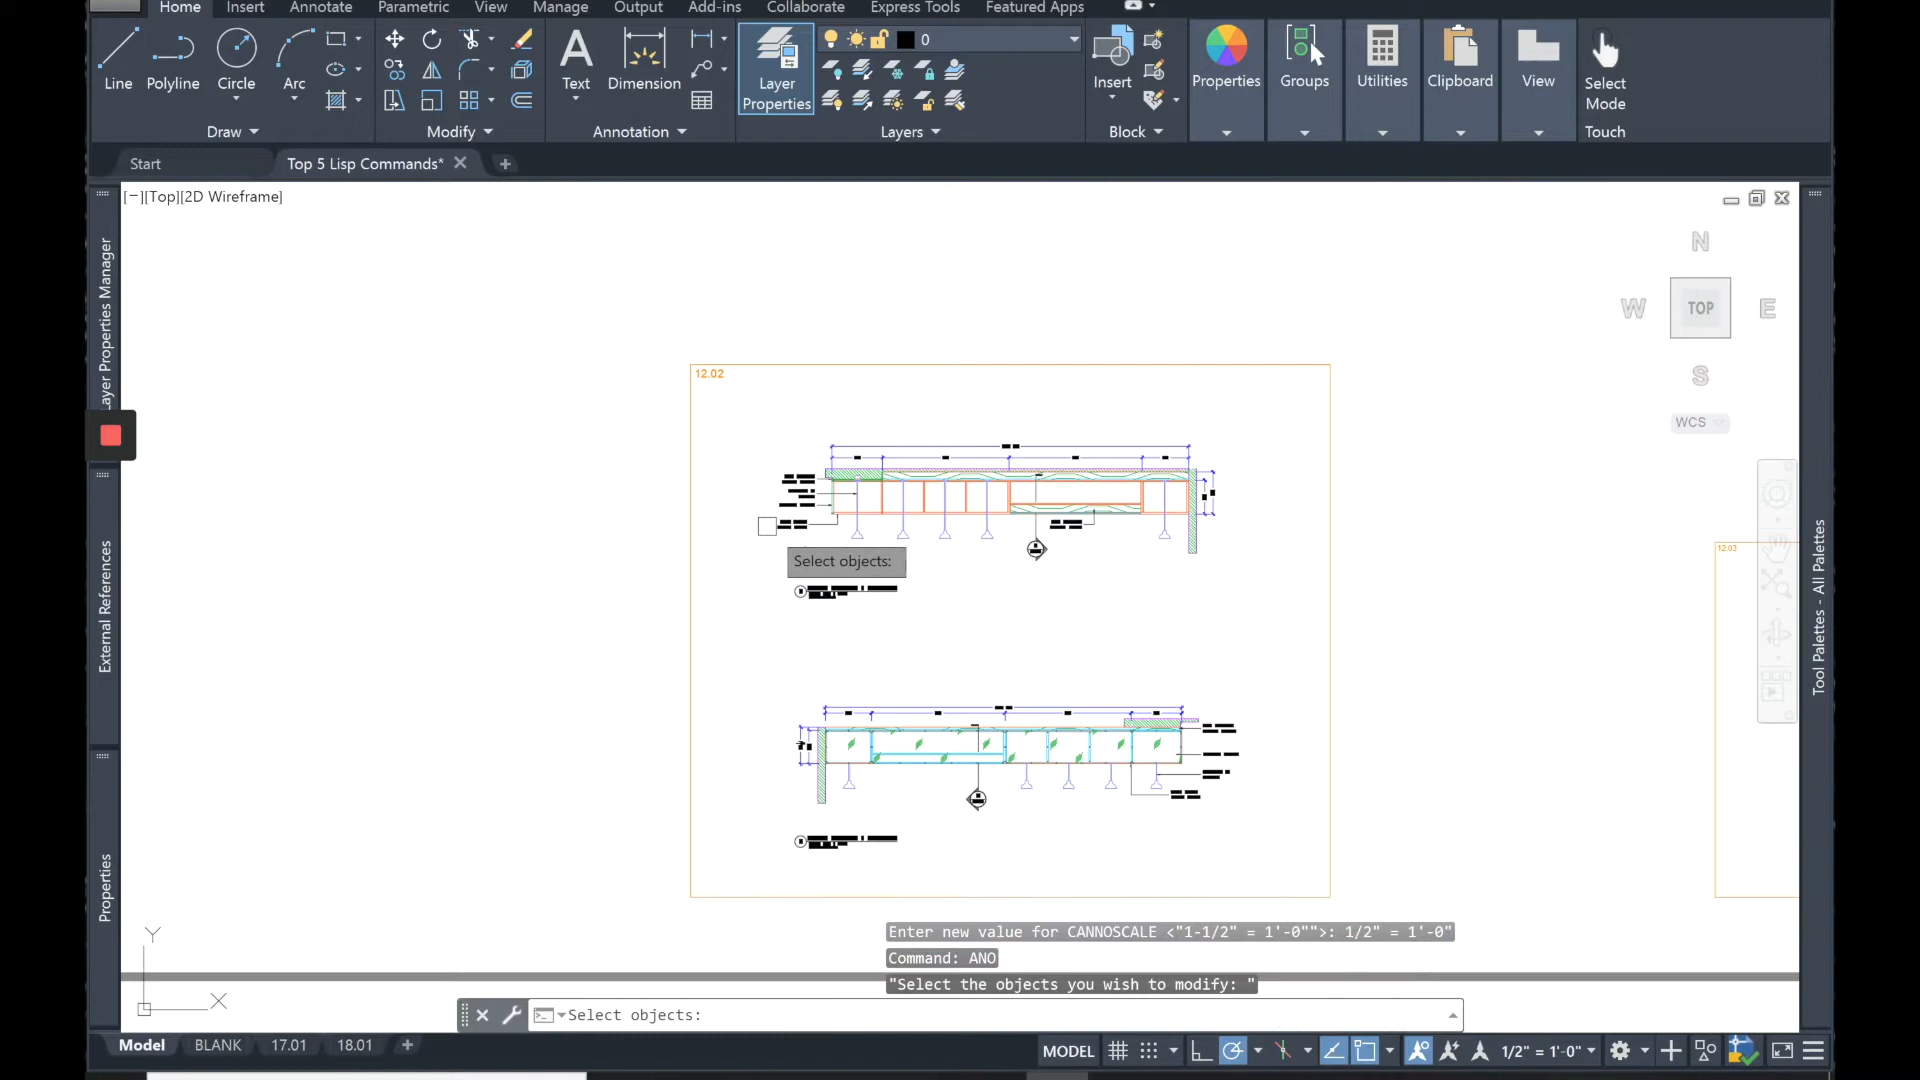 Home Insert Annotate Parametric View Manage Output Add-ins Collaborate Express Tools Featured Apps
Line Polyline Circle Arc
Draw
Modify
Text Dimension
Annotation
Layer Properties
0
Layers
Insert
Block
Properties
Groups
Utilities
Clipboard
View
Select Mode
Touch
Start
Top 5 Lisp Commands*
[−][Top][2D Wireframe]
Layer Properties Manager
External References
Properties
Tool Palettes - All Palettes
N
W TOP E
S
WCS
12.02
12.03
Select objects:
Y
X
Enter new value for CANNOSCALE <"1-1/2" = 1'-0"">: 1/2" = 1'-0"
Command: ANO
"Select the objects you wish to modify: "
Select objects:
Model BLANK 17.01 18.01
MODEL
1/2" = 1'-0"